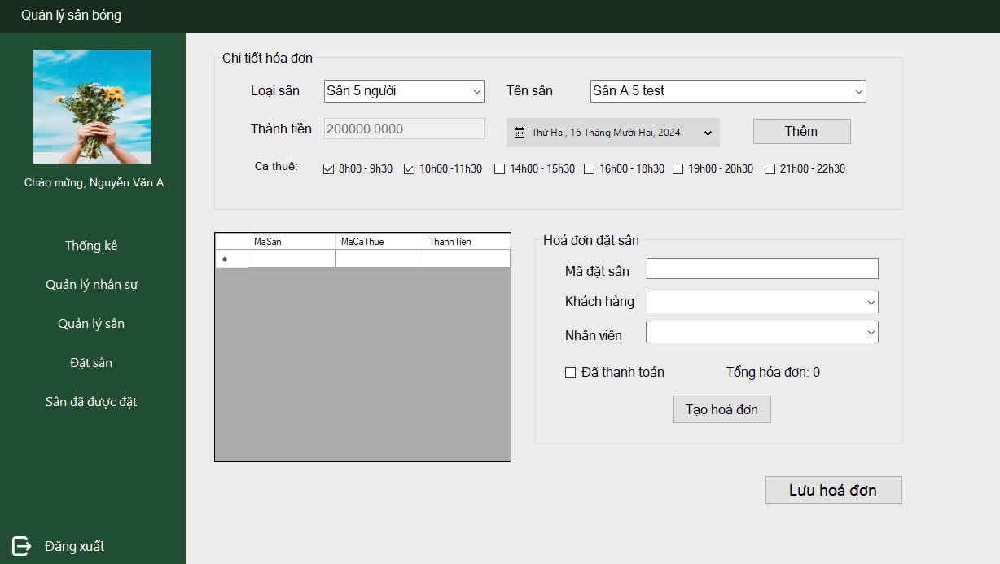 Quản lý sân bóng
Chào mừng, Nguyễn Văn A
Thống kê
Quản lý nhân sự
Quản lý sân
Đặt sân
Sân đã được đặt
Đăng xuất
Chi tiết hóa đơn
Loại sân Sân 5 người Tên sân Sân A 5 test
Thành tiền 200000.0000 Thứ Hai, 16 Tháng Mười Hai, 2024 Thêm
Ca thuê: 8h00 - 9h30 10h00 -11h30 14h00 - 15h30 16h00 - 18h30 19h00 - 20h30 21h00 - 22h30
MaSan MaCaThue ThanhTien
Hoá đơn đặt sân
Mã đặt sân
Khách hàng
Nhân viên
Đã thanh toán Tổng hóa đơn: 0
Tạo hoá đơn
Lưu hoá đơn